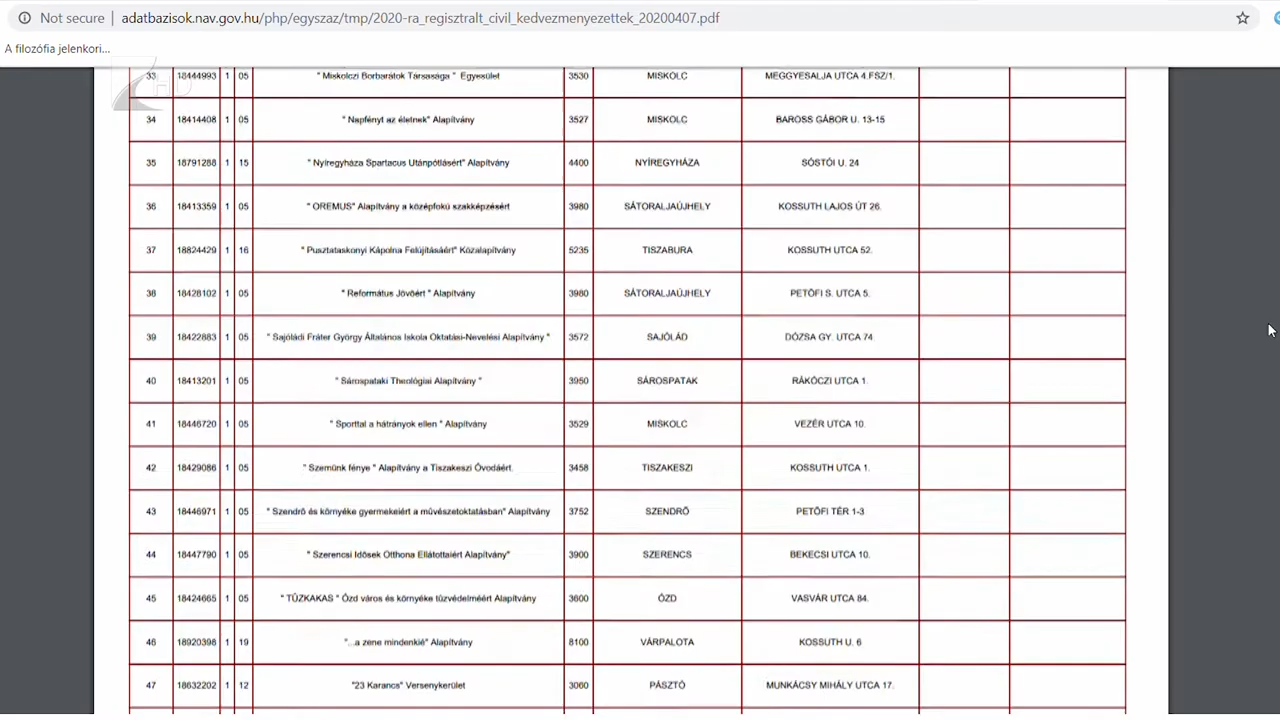 Not secure | adatbazisok.nav.gov.hu/php/egyszaz/tmp/2020-ra_regisztralt_civil_kedvezmenyezettek_20200407.pdf
A filozófia jelenkori...
HD
33 18444993 1 05 " Miskolczi Borbarátok Társasága " Egyesület 3530 MISKOLC MEGGYESALJA UTCA 4.FSZ/1.
34 18414408 1 05 " Napfényt az életnek" Alapítvány 3527 MISKOLC BAROSS GÁBOR U. 13-15
35 18791288 1 15 " Nyíregyháza Spartacus Utánpótlásért" Alapítvány 4400 NYÍREGYHÁZA SÓSTÓI U. 24
36 18413359 1 05 " OREMUS" Alapítvány a középfokú szakképzésért 3980 SÁTORALJAÚJHELY KOSSUTH LAJOS ÚT 26.
37 18824429 1 16 " Pusztataskonyi Kápolna Felújításáért" Közalapítvány 5235 TISZABURA KOSSUTH UTCA 52.
38 18428102 1 05 " Református Jövőért " Alapítvány 3980 SÁTORALJAÚJHELY PETŐFI S. UTCA 5.
39 18422883 1 05 " Sajóládi Fráter György Általános Iskola Oktatási-Nevelési Alapítvány " 3572 SAJÓLÁD DÓZSA GY. UTCA 74
40 18413201 1 05 " Sárospataki Theológiai Alapítvány " 3950 SÁROSPATAK RÁKÓCZI UTCA 1.
41 18446720 1 05 " Sporttal a hátrányok ellen " Alapítvány 3529 MISKOLC VEZÉR UTCA 10.
42 18429086 1 05 " Szemünk fénye " Alapítvány a Tiszakeszi Óvodáért. 3458 TISZAKESZI KOSSUTH UTCA 1.
43 18446971 1 05 " Szendrő és környéke gyermekeiért a művészetoktatásban" Alapítvány 3752 SZENDRŐ PETŐFI TÉR 1-3
44 18447790 1 05 " Szerencsi Idősek Otthona Ellátottaiért Alapítvány" 3900 SZERENCS BEKECSI UTCA 10.
45 18424665 1 05 " TŰZKAKAS " Ózd város és környéke tűzvédelméért Alapítvány 3600 ÓZD VASVÁR UTCA 84.
46 18920398 1 19 "...a zene mindenkié" Alapítvány 8100 VÁRPALOTA KOSSUTH U. 6
47 18632202 1 12 "23 Karancs" Versenykerület 3060 PÁSZTÓ MUNKÁCSY MIHÁLY UTCA 17.